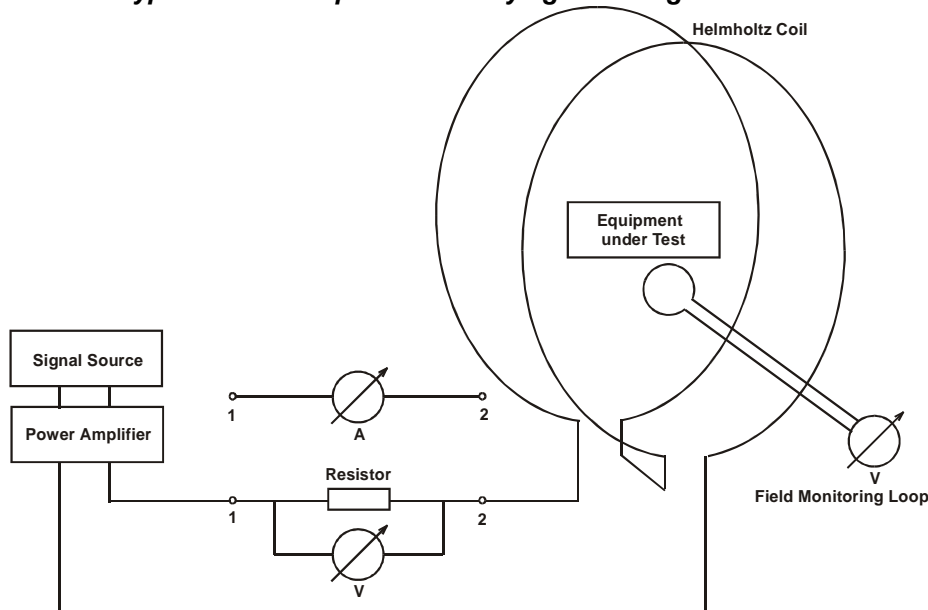 Helmholtz Coil
Equipment
under Test
Signal Source
Power Amplifier
1
A
2
Resistor
1
2
V
V
Field Monitoring Loop